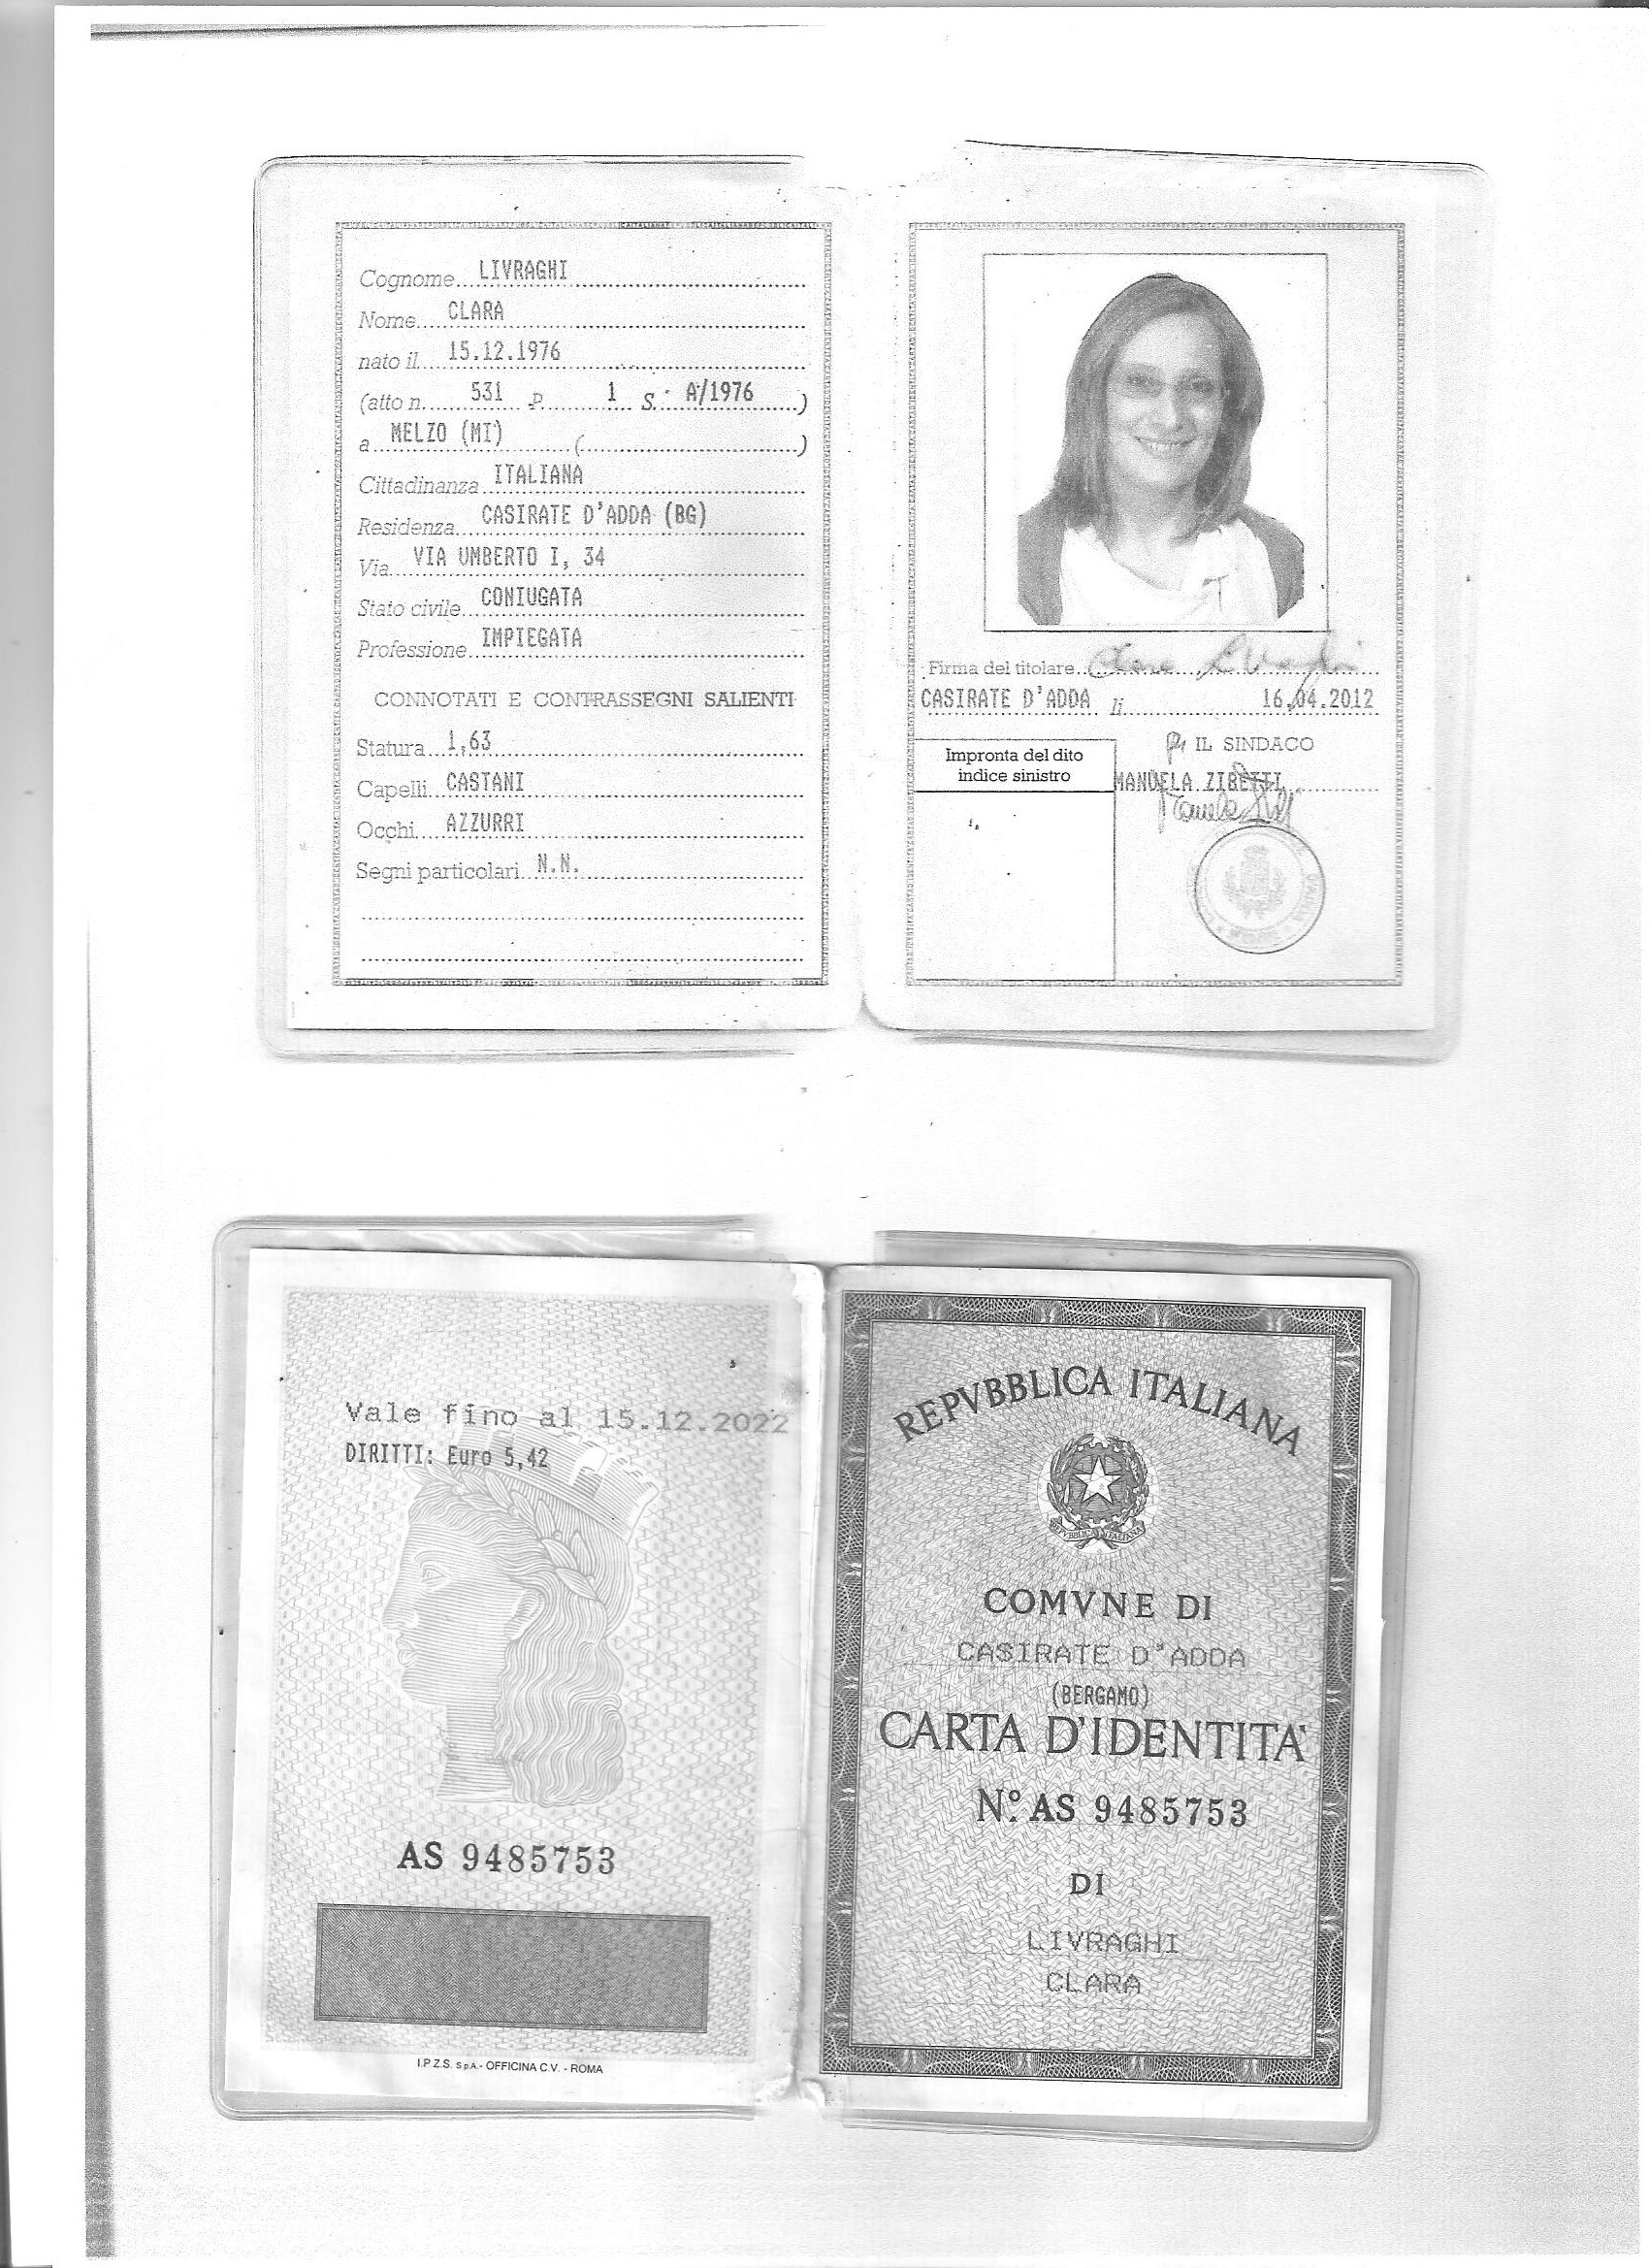 Cognome LIVRAGHI
Nome CLARA
nato il 15.12.1976
(atto n. 531 P. 1 S. A/1976)
a MELZO (MI) ( )
Cittadinanza ITALIANA
Residenza CASIRATE D'ADDA (BG)
Via VIA UMBERTO I, 34
Stato civile CONIUGATA
Professione IMPIEGATA
CONNOTATI E CONTRASSEGNI SALIENTI
Statura 1,63
Capelli CASTANI
Occhi AZZURRI
Segni particolari N.N.
Firma del titolare Clara Livraghi
CASIRATE D'ADDA li 16.04.2012
Impronta del dito
indice sinistro
IL SINDACO
MANUELA ZIBETTI
Vale fino al 15.12.2022
DIRITTI: Euro 5,42
AS 9485753
I.P.Z.S. S.p.A. - OFFICINA C.V. - ROMA
REPVBBLICA ITALIANA
REPVBBLICA ITALIANA
COMVNE DI
CASIRATE D'ADDA
(BERGAMO)
CARTA D'IDENTITA'
N.º AS 9485753
DI
LIVRAGHI
CLARA